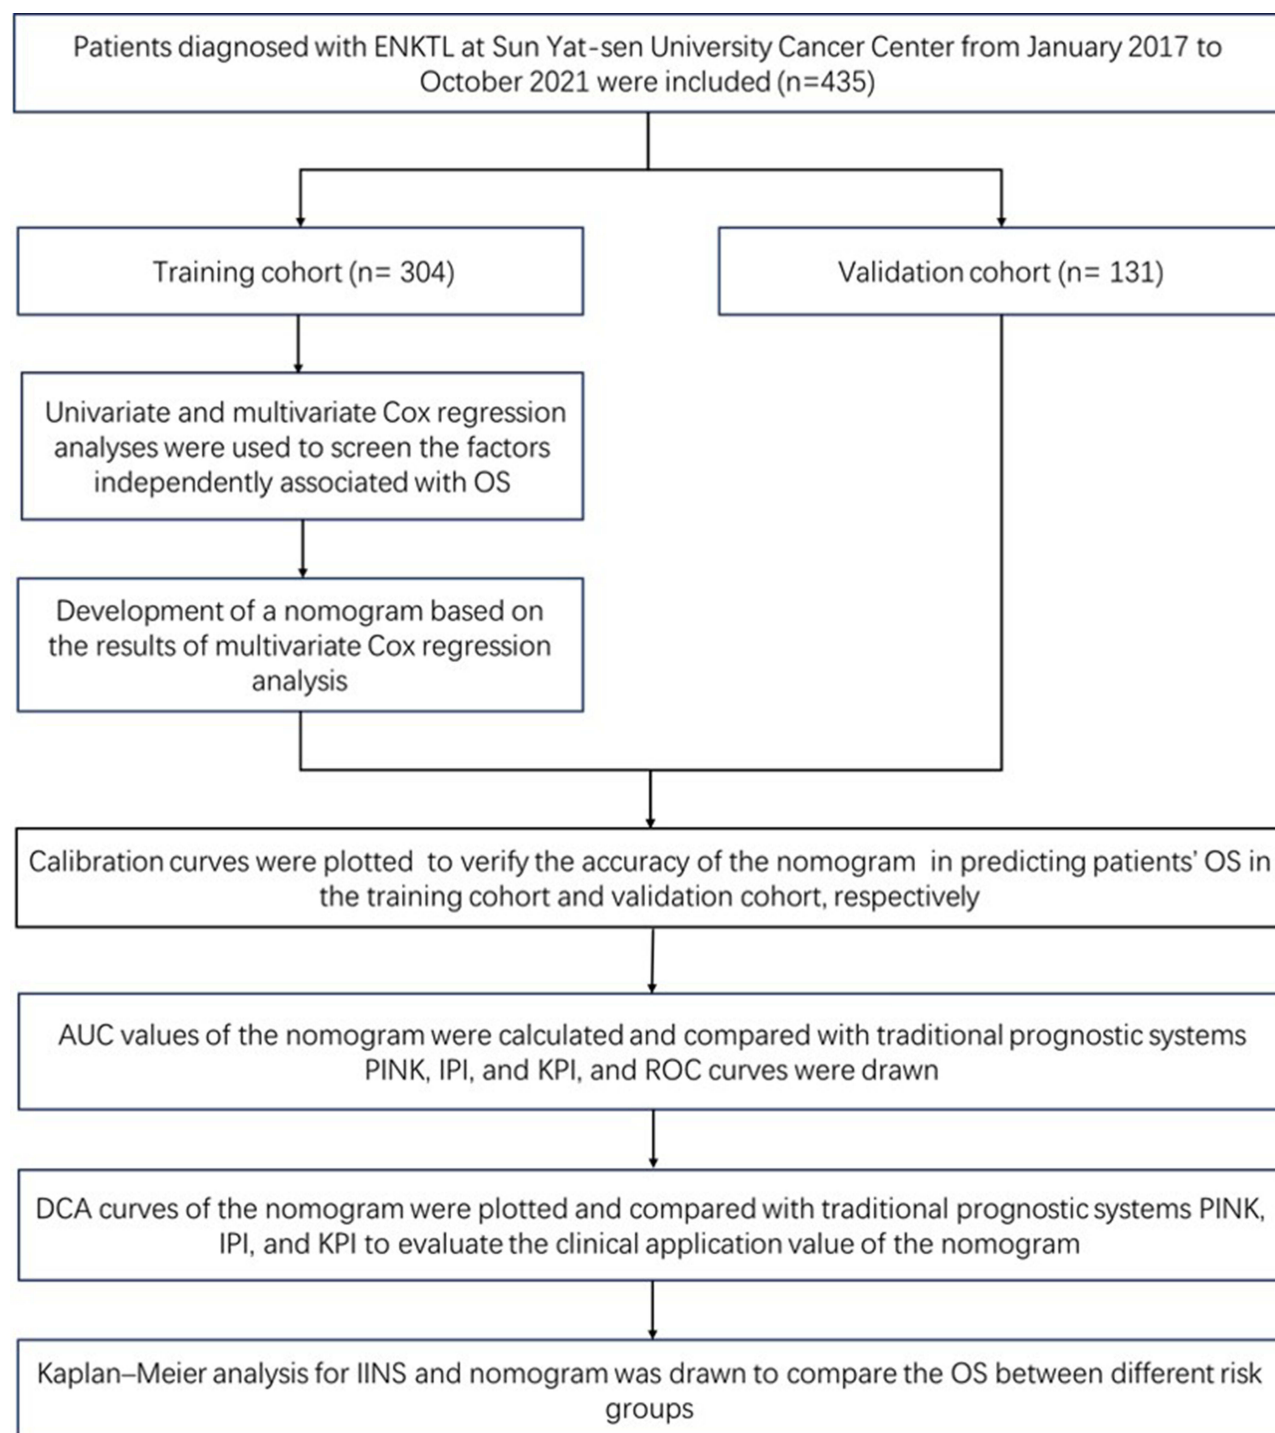 Patients diagnosed with ENKTL at Sun Yat-sen University Cancer Center from January 2017 to
October 2021 were included (n=435)
Training cohort (n= 304)
Validation cohort (n= 131)
Univariate and multivariate Cox regression
analyses were used to screen the factors
independently associated with OS
Development of a nomogram based on
the results of multivariate Cox regression
analysis
Calibration curves were plotted to verify the accuracy of the nomogram in predicting patients’ OS in
the training cohort and validation cohort, respectively
AUC values of the nomogram were calculated and compared with traditional prognostic systems
PINK, IPI, and KPI, and ROC curves were drawn
DCA curves of the nomogram were plotted and compared with traditional prognostic systems PINK,
IPI, and KPI to evaluate the clinical application value of the nomogram
Kaplan–Meier analysis for IINS and nomogram was drawn to compare the OS between different risk
groups